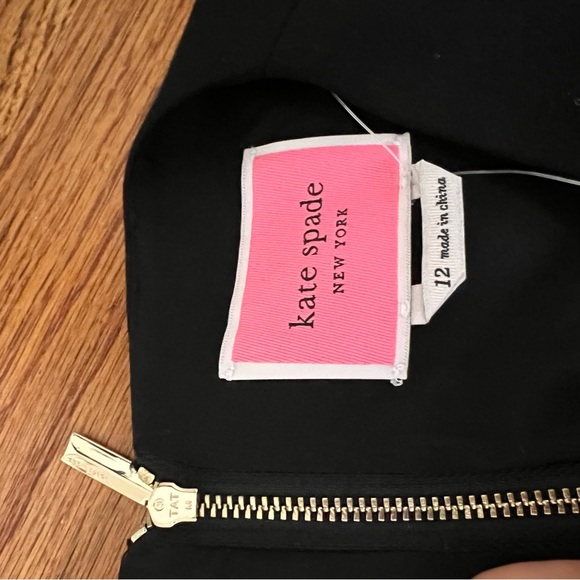 kate spade
NEW YORK
12 made in china
TAT